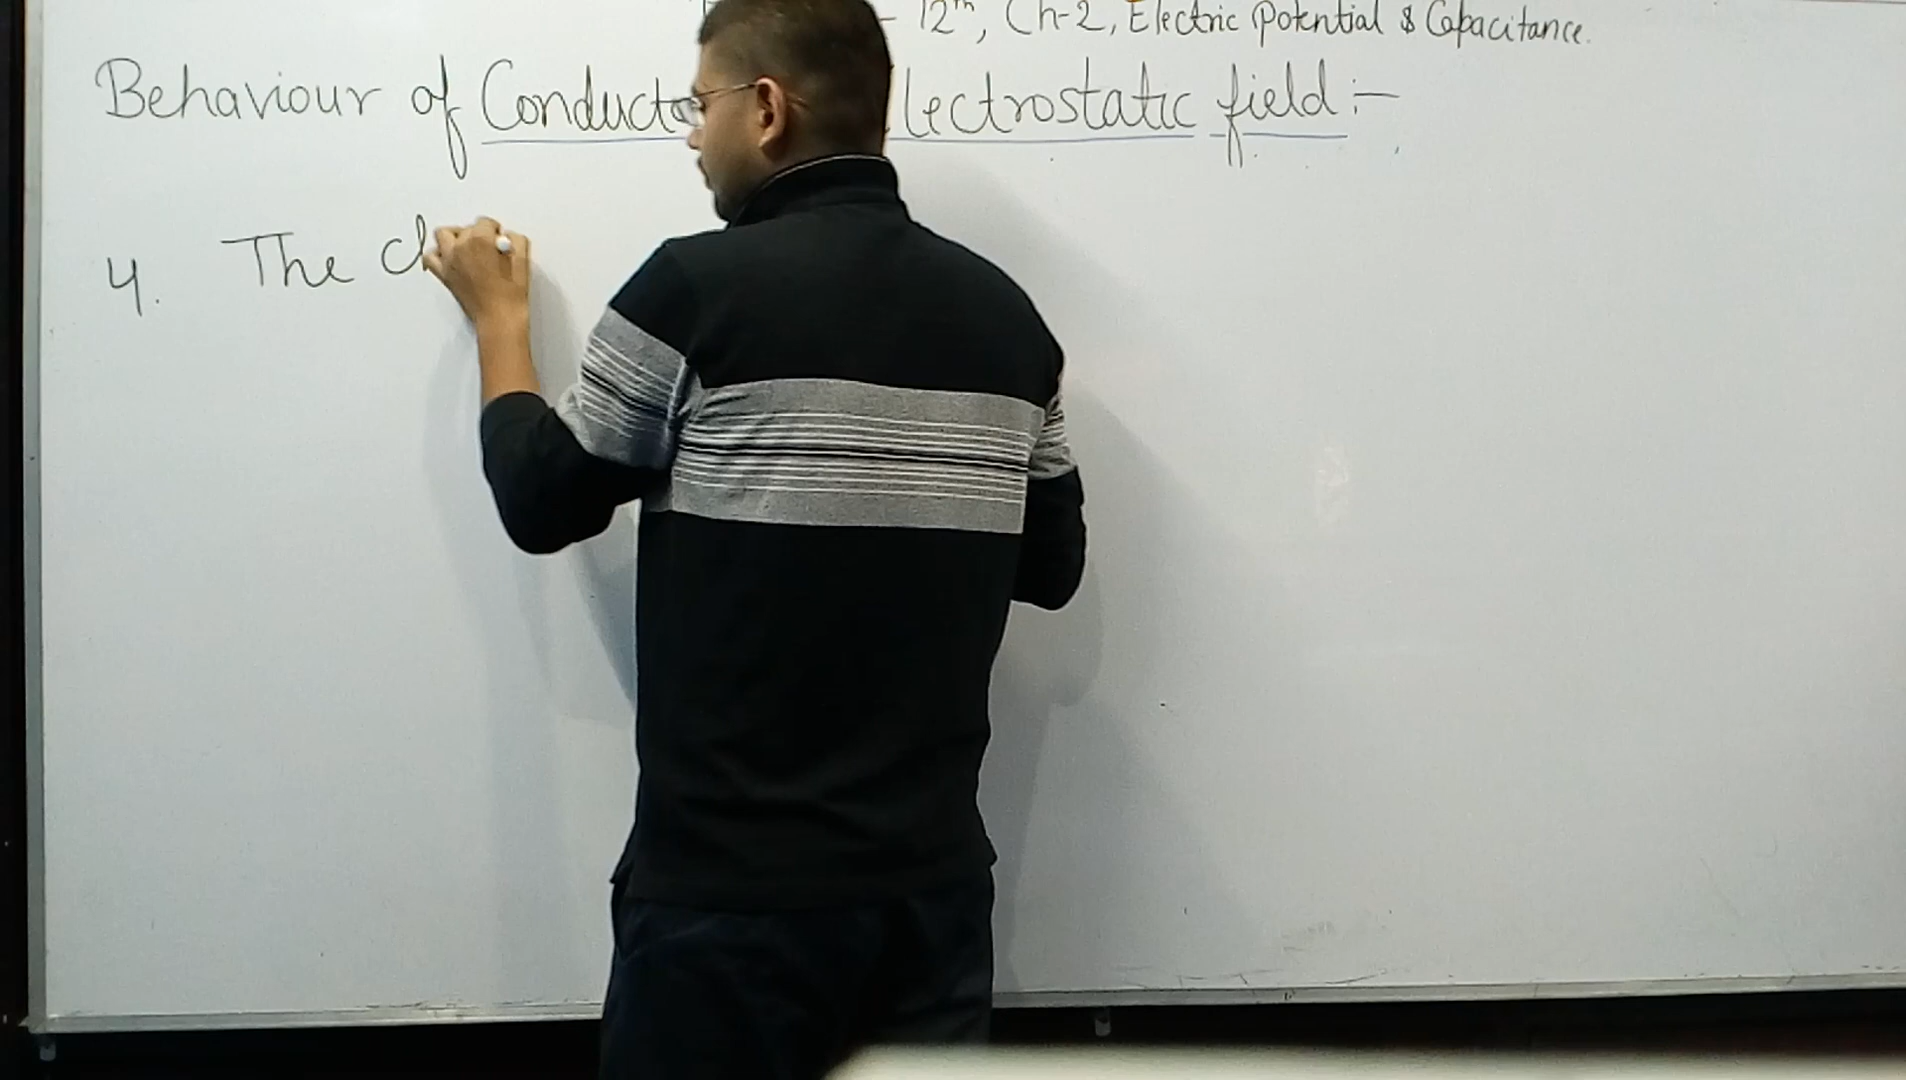 - 12th, Ch-2, Electric Potential & Capacitance.
Behaviour of Conducto lectrostatic field :-
4. The Ch